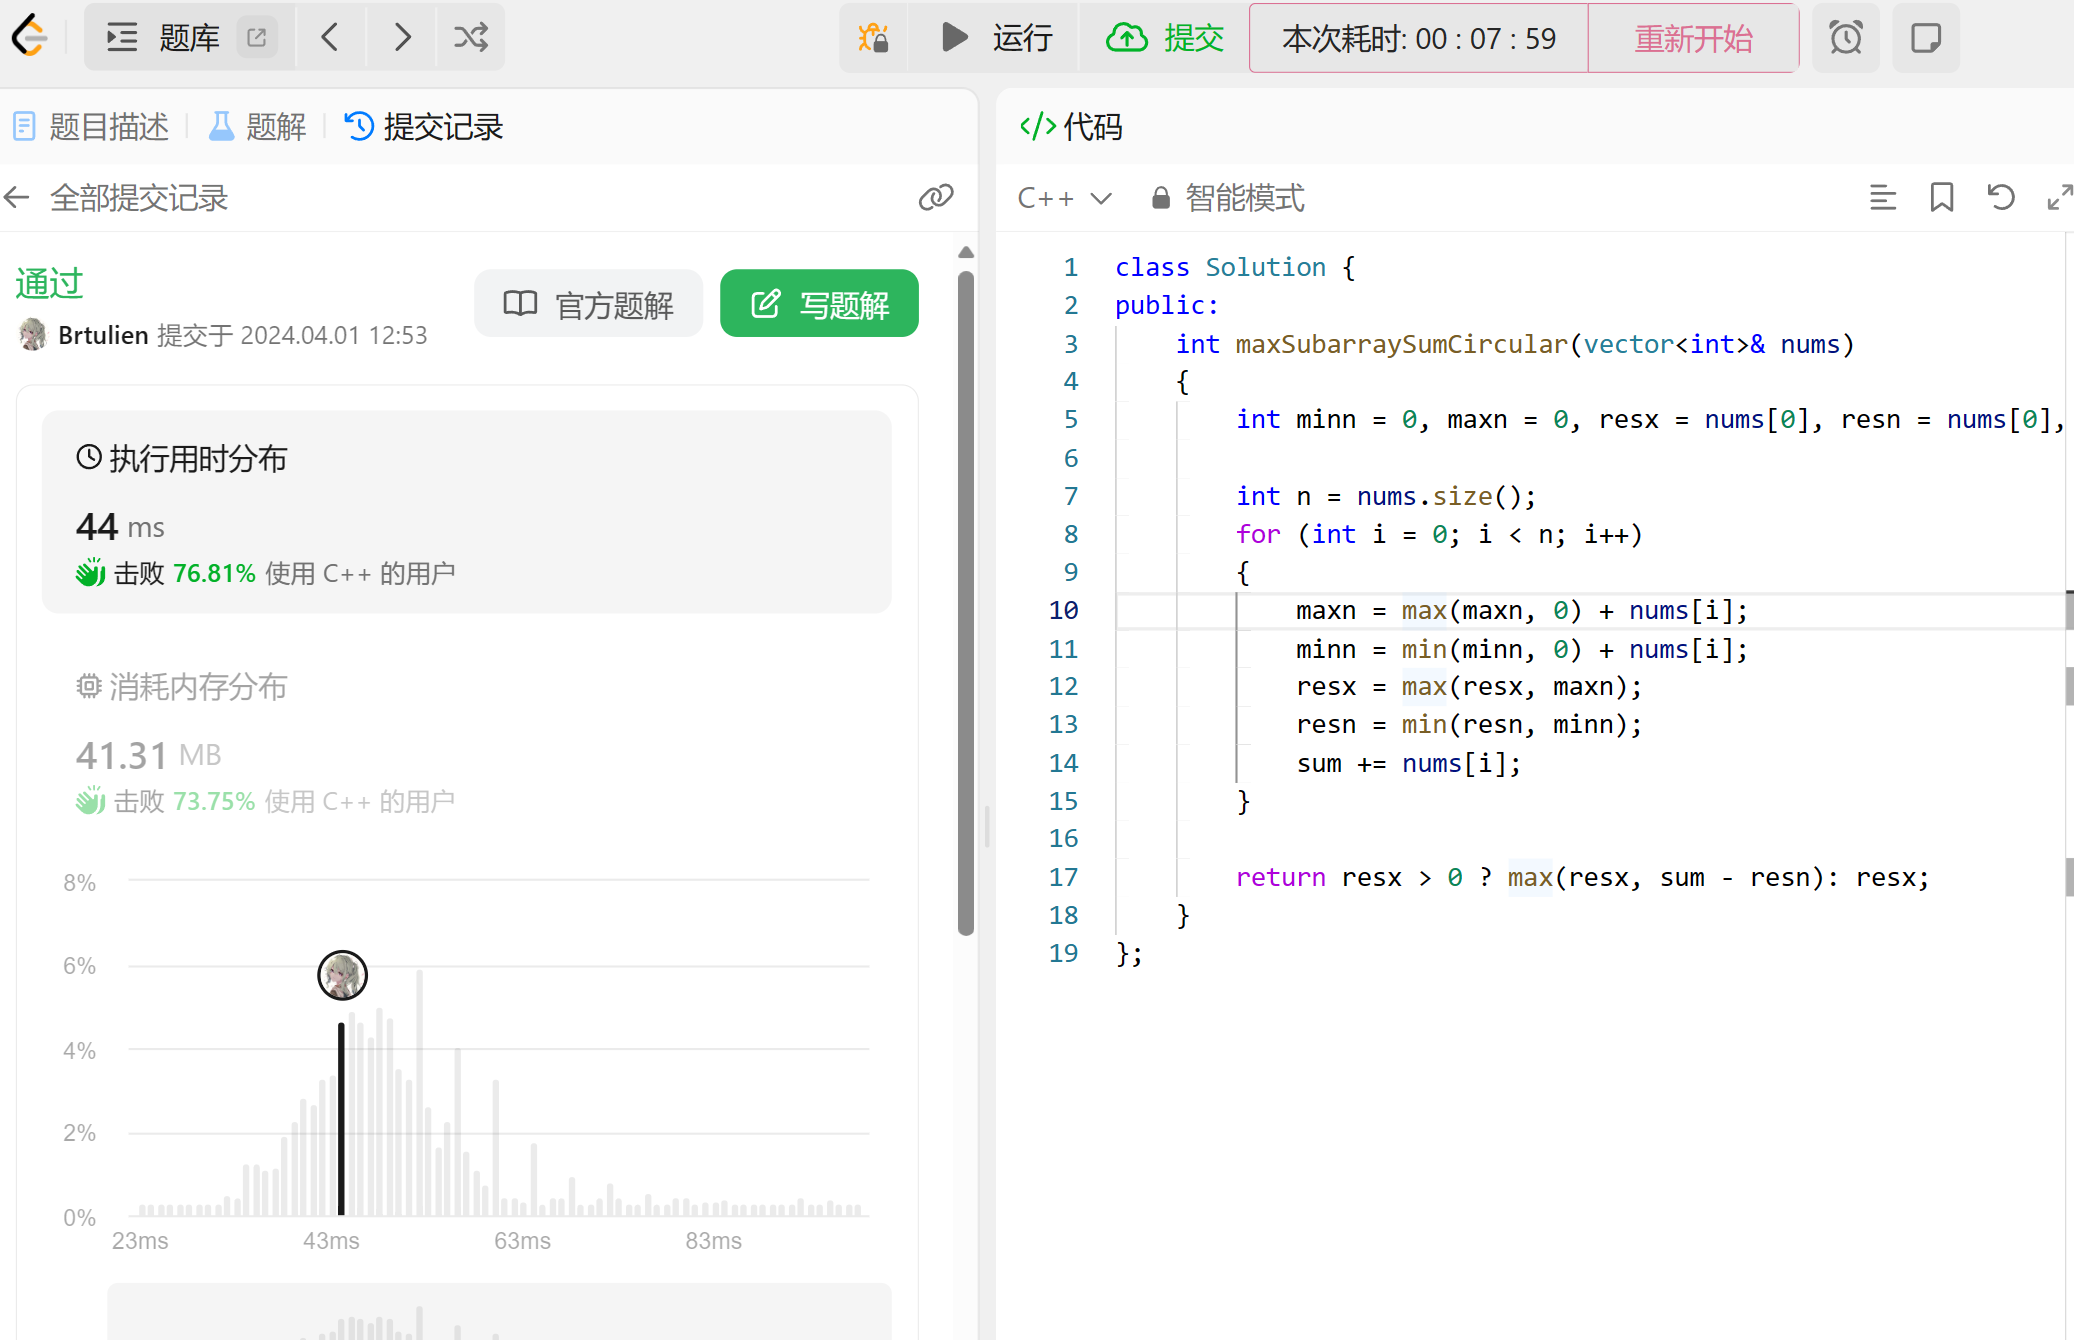 题库
运行
提交
本次耗时: 00 : 07 : 59
重新开始
题目描述
题解
提交记录
代码
全部提交记录
C++
智能模式
通过
Brtulien 提交于 2024.04.01 12:53
官方题解
写题解
执行用时分布
44 ms
击败 76.81% 使用 C++ 的用户
消耗内存分布
41.31 MB
击败 73.75% 使用 C++ 的用户
8%
6%
4%
2%
0%
23ms 43ms 63ms 83ms
1 class Solution {
2 public:
3 int maxSubarraySumCircular(vector<int>& nums)
4 {
5 int minn = 0, maxn = 0, resx = nums[0], resn = nums[0],
6
7 int n = nums.size();
8 for (int i = 0; i < n; i++)
9 {
10 maxn = max(maxn, 0) + nums[i];
11 minn = min(minn, 0) + nums[i];
12 resx = max(resx, maxn);
13 resn = min(resn, minn);
14 sum += nums[i];
15 }
16
17 return resx > 0 ? max(resx, sum - resn): resx;
18 }
19 };